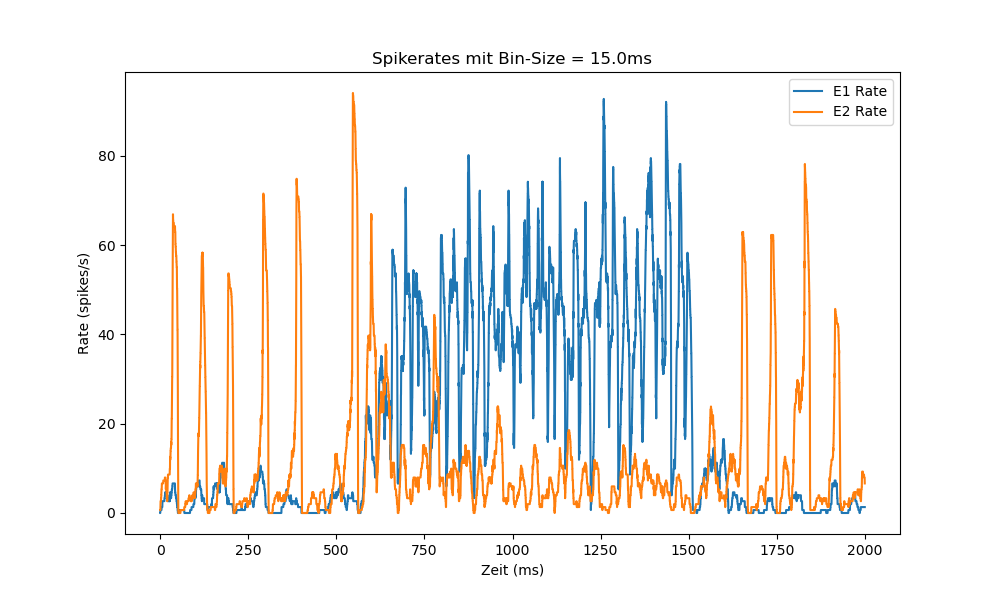 Spikerates mit Bin-Size = 15.0ms
E1 Rate
E2 Rate
Rate (spikes/s)
80
60
40
20
0
0 250 500 750 1000 1250 1500 1750 2000
Zeit (ms)